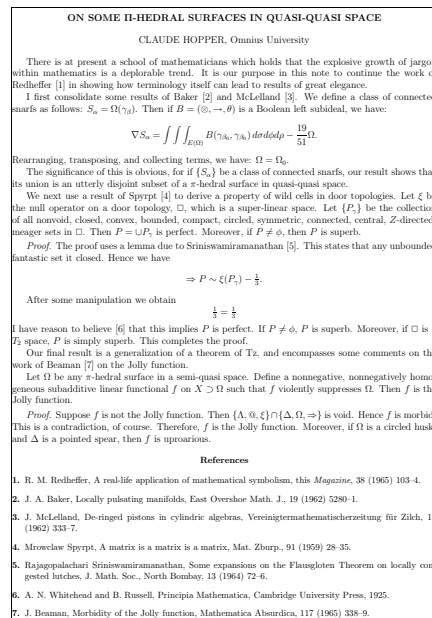 ON SOME Π-HEDRAL SURFACES IN QUASI-QUASI SPACE
CLAUDE HOPPER, Omnius University
There is at present a school of mathematicians which holds that the explosive growth of jargo
within mathematics is a deplorable trend. It is our purpose in this note to continue the work o
Redheffer [1] in showing how terminology itself can lead to results of great elegance.
I first consolidate some results of Baker [2] and McLelland [3]. We define a class of connecte
snarfs as follows: Sα = Ω(γβ). Then if B = (⊗, →, θ) is a Boolean left subideal, we have:
∇Sα = ∫∫∫E(Ω) B(γβ0, γβ0) dσdϕdρ − 19/51 Ω.
Rearranging, transposing, and collecting terms, we have: Ω = Ω0.
The significance of this is obvious, for if {Sα} be a class of connected snarfs, our result shows tha
its union is an utterly disjoint subset of a π-hedral surface in quasi-quasi space.
We next use a result of Spyrpt [4] to derive a property of wild cells in door topologies. Let ξ b
the null operator on a door topology, □, which is a super-linear space. Let {Pγ} be the collectio
of all nonvoid, closed, convex, bounded, compact, circled, symmetric, connected, central, Z-directed
meager sets in □. Then P = ∪Pγ is perfect. Moreover, if P ≠ ϕ, then P is superb.
Proof. The proof uses a lemma due to Sriniswamiramanathan [5]. This states that any unbounde
fantastic set it closed. Hence we have
⇒ P ∼ ξ(Pγ) − 1/3.
After some manipulation we obtain
1/3 = 1/3
I have reason to believe [6] that this implies P is perfect. If P ≠ ϕ, P is superb. Moreover, if □ is
T2 space, P is simply superb. This completes the proof.
Our final result is a generalization of a theorem of Tz, and encompasses some comments on th
work of Beaman [7] on the Jolly function.
Let Ω be any π-hedral surface in a semi-quasi space. Define a nonnegative, nonnegatively homo
geneous subadditive linear functional f on X ⊃ Ω such that f violently suppresses Ω. Then f is th
Jolly function.
Proof. Suppose f is not the Jolly function. Then {Λ, @, ξ}∩{Δ, Ω, ⇒} is void. Hence f is morbid
This is a contradiction, of course. Therefore, f is the Jolly function. Moreover, if Ω is a circled husk
and Δ is a pointed spear, then f is uproarious.
References
1. R. M. Redheffer, A real-life application of mathematical symbolism, this Magazine, 38 (1965) 103–4.
2. J. A. Baker, Locally pulsating manifolds, East Overshoe Math. J., 19 (1962) 5280–1.
3. J. McLelland, De-ringed pistons in cylindric algebras, Vereinigtermathematischerzeitung für Zilch, 1
(1962) 333–7.
4. Mrowclaw Spyrpt, A matrix is a matrix is a matrix, Mat. Zburp., 91 (1959) 28–35.
5. Rajagopalachari Sriniswamiramanathan, Some expansions on the Flausgloten Theorem on locally con
gested lutches, J. Math. Soc., North Bombay, 13 (1964) 72–6.
6. A. N. Whitehead and B. Russell, Principia Mathematica, Cambridge University Press, 1925.
7. J. Beaman, Morbidity of the Jolly function, Mathematica Absurdica, 117 (1965) 338–9.